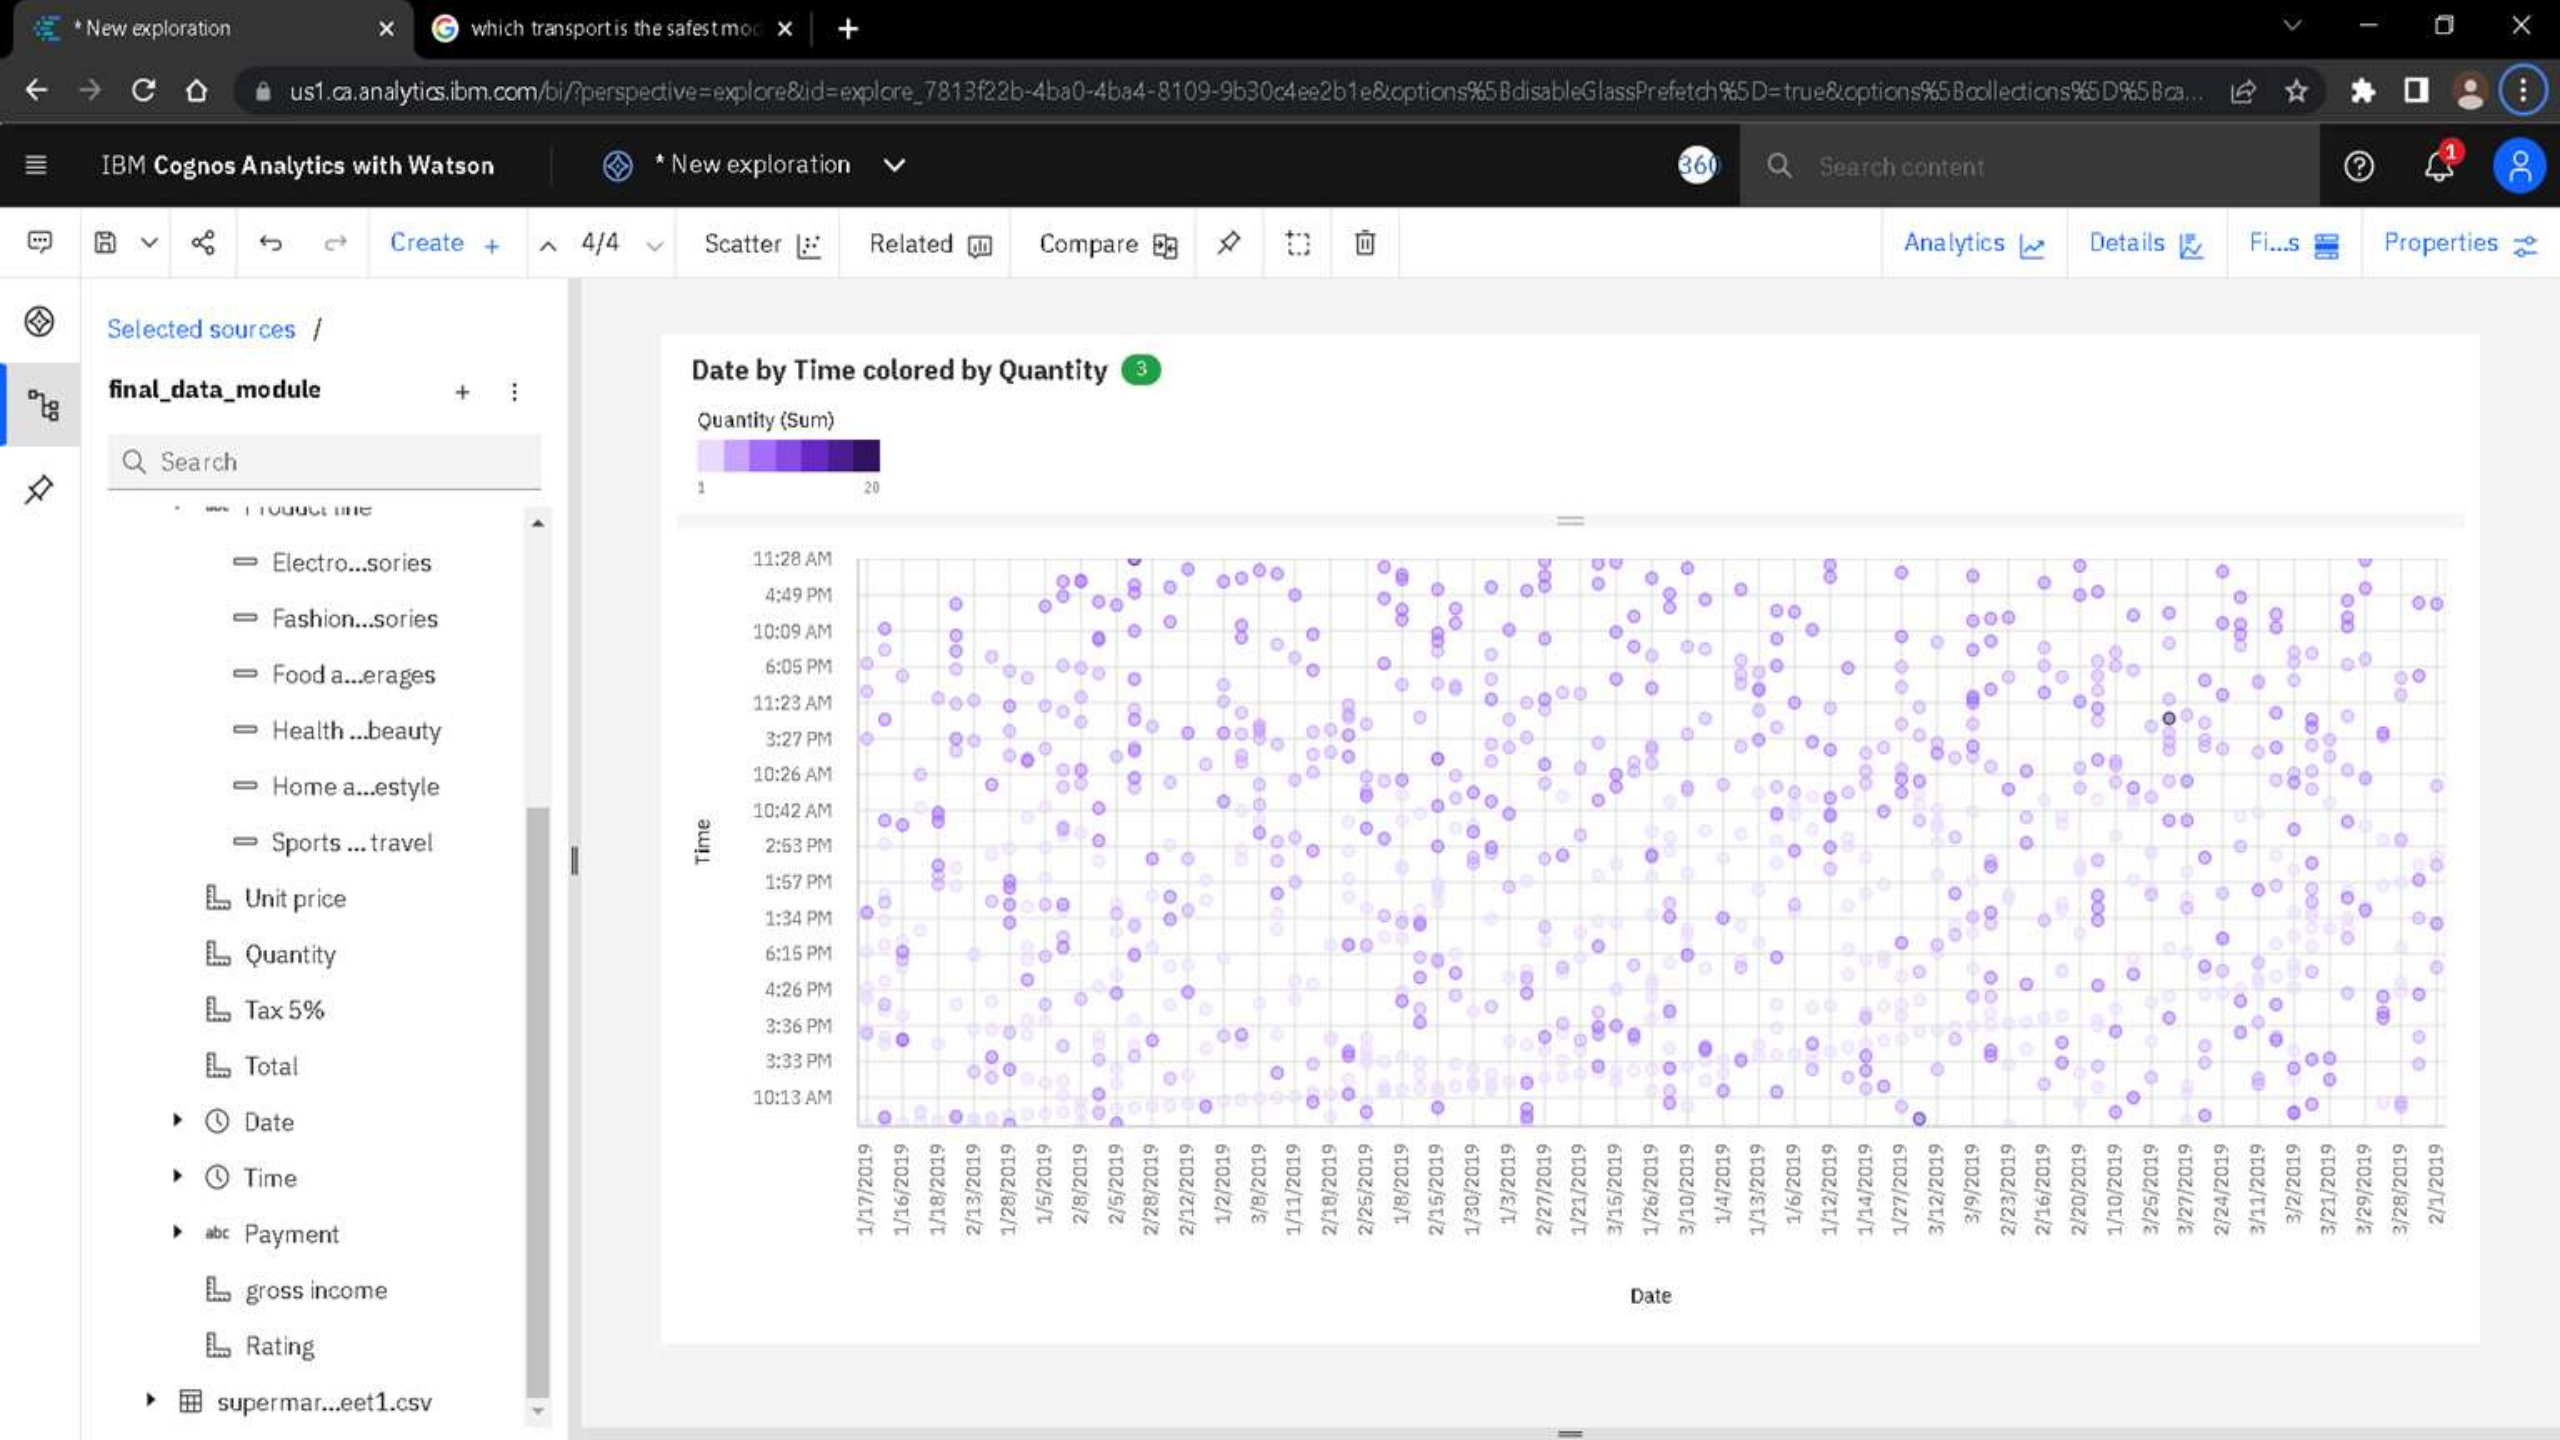 * New exploration
which transport is the safest mod
us1.ca.analytics.ibm.com/bi/?perspective=explore&id=explore_7813f22b-4ba0-4ba4-8109-9b30c4ee2b1e&options%5BdisableGlassPrefetch%5D=true&options%5Bcollections%5D%5Bca...
IBM Cognos Analytics with Watson
* New exploration
360
Search content
1
Create +
4/4
Scatter
Related
Compare
Analytics
Details
Fi...s
Properties
Selected sources /
final_data_module
Search
abc Product line
Electro...sories
Fashion...sories
Food a...erages
Health ...beauty
Home a...estyle
Sports ... travel
Unit price
Quantity
Tax 5%
Total
Date
Time
abc Payment
gross income
Rating
supermar...eet1.csv
Date by Time colored by Quantity 3
Quantity (Sum)
1 20
Time
11:28 AM
4:49 PM
10:09 AM
6:05 PM
11:23 AM
3:27 PM
10:26 AM
10:42 AM
2:53 PM
1:57 PM
1:34 PM
6:15 PM
4:26 PM
3:36 PM
3:33 PM
10:13 AM
1/17/2019
1/16/2019
1/18/2019
2/13/2019
1/28/2019
1/5/2019
2/8/2019
2/5/2019
2/28/2019
2/12/2019
1/2/2019
3/8/2019
1/11/2019
2/18/2019
2/25/2019
1/8/2019
2/15/2019
1/30/2019
1/3/2019
2/27/2019
1/21/2019
3/15/2019
1/26/2019
3/10/2019
1/4/2019
1/13/2019
1/6/2019
1/12/2019
1/14/2019
1/27/2019
3/12/2019
3/9/2019
2/23/2019
2/16/2019
2/20/2019
1/10/2019
3/25/2019
3/27/2019
2/24/2019
3/11/2019
3/2/2019
3/21/2019
3/29/2019
3/28/2019
2/1/2019
Date